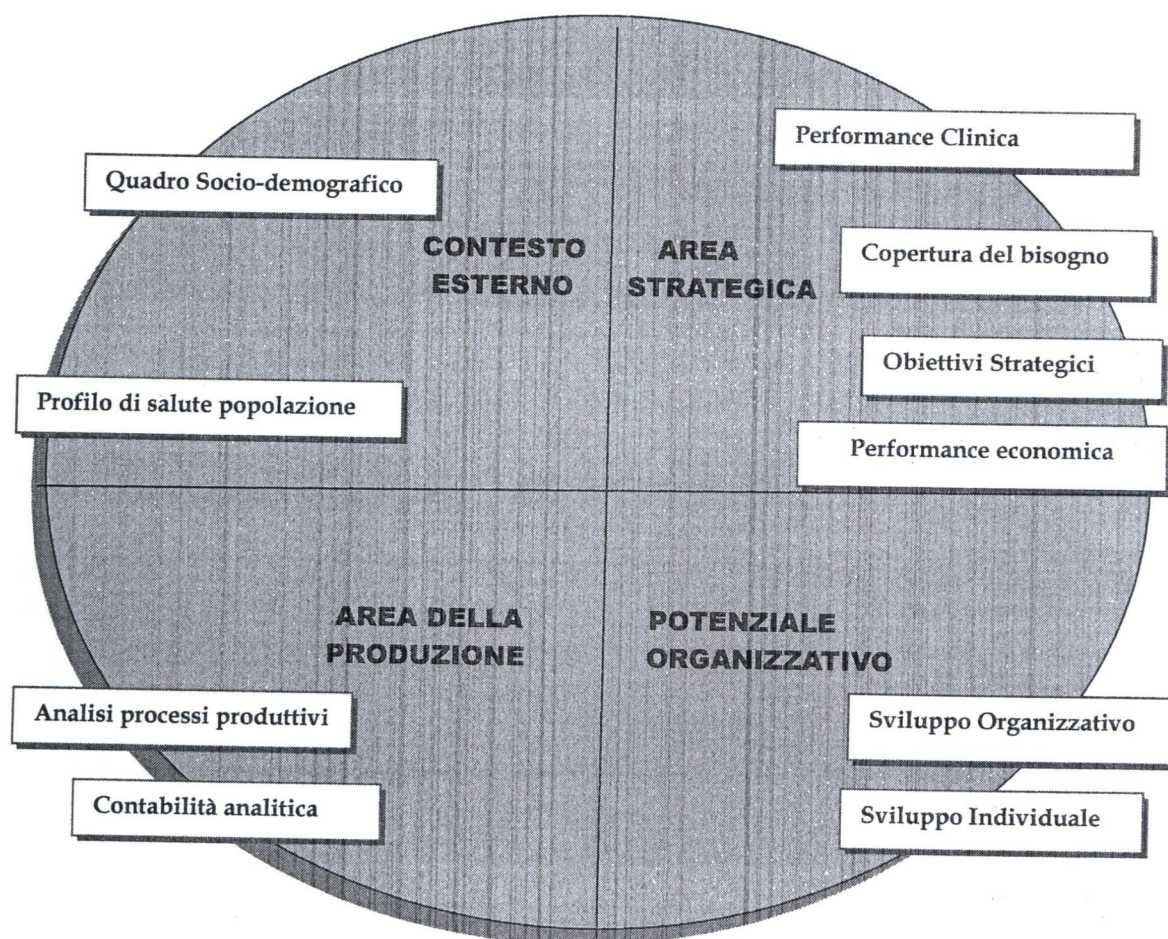 Performance Clinica
Quadro Socio-demografico
CONTESTO
ESTERNO
AREA
STRATEGICA
Copertura del bisogno
Obiettivi Strategici
Profilo di salute popolazione
Performance economica
AREA DELLA
PRODUZIONE
POTENZIALE
ORGANIZZATIVO
Analisi processi produttivi
Sviluppo Organizzativo
Contabilità analitica
Sviluppo Individuale